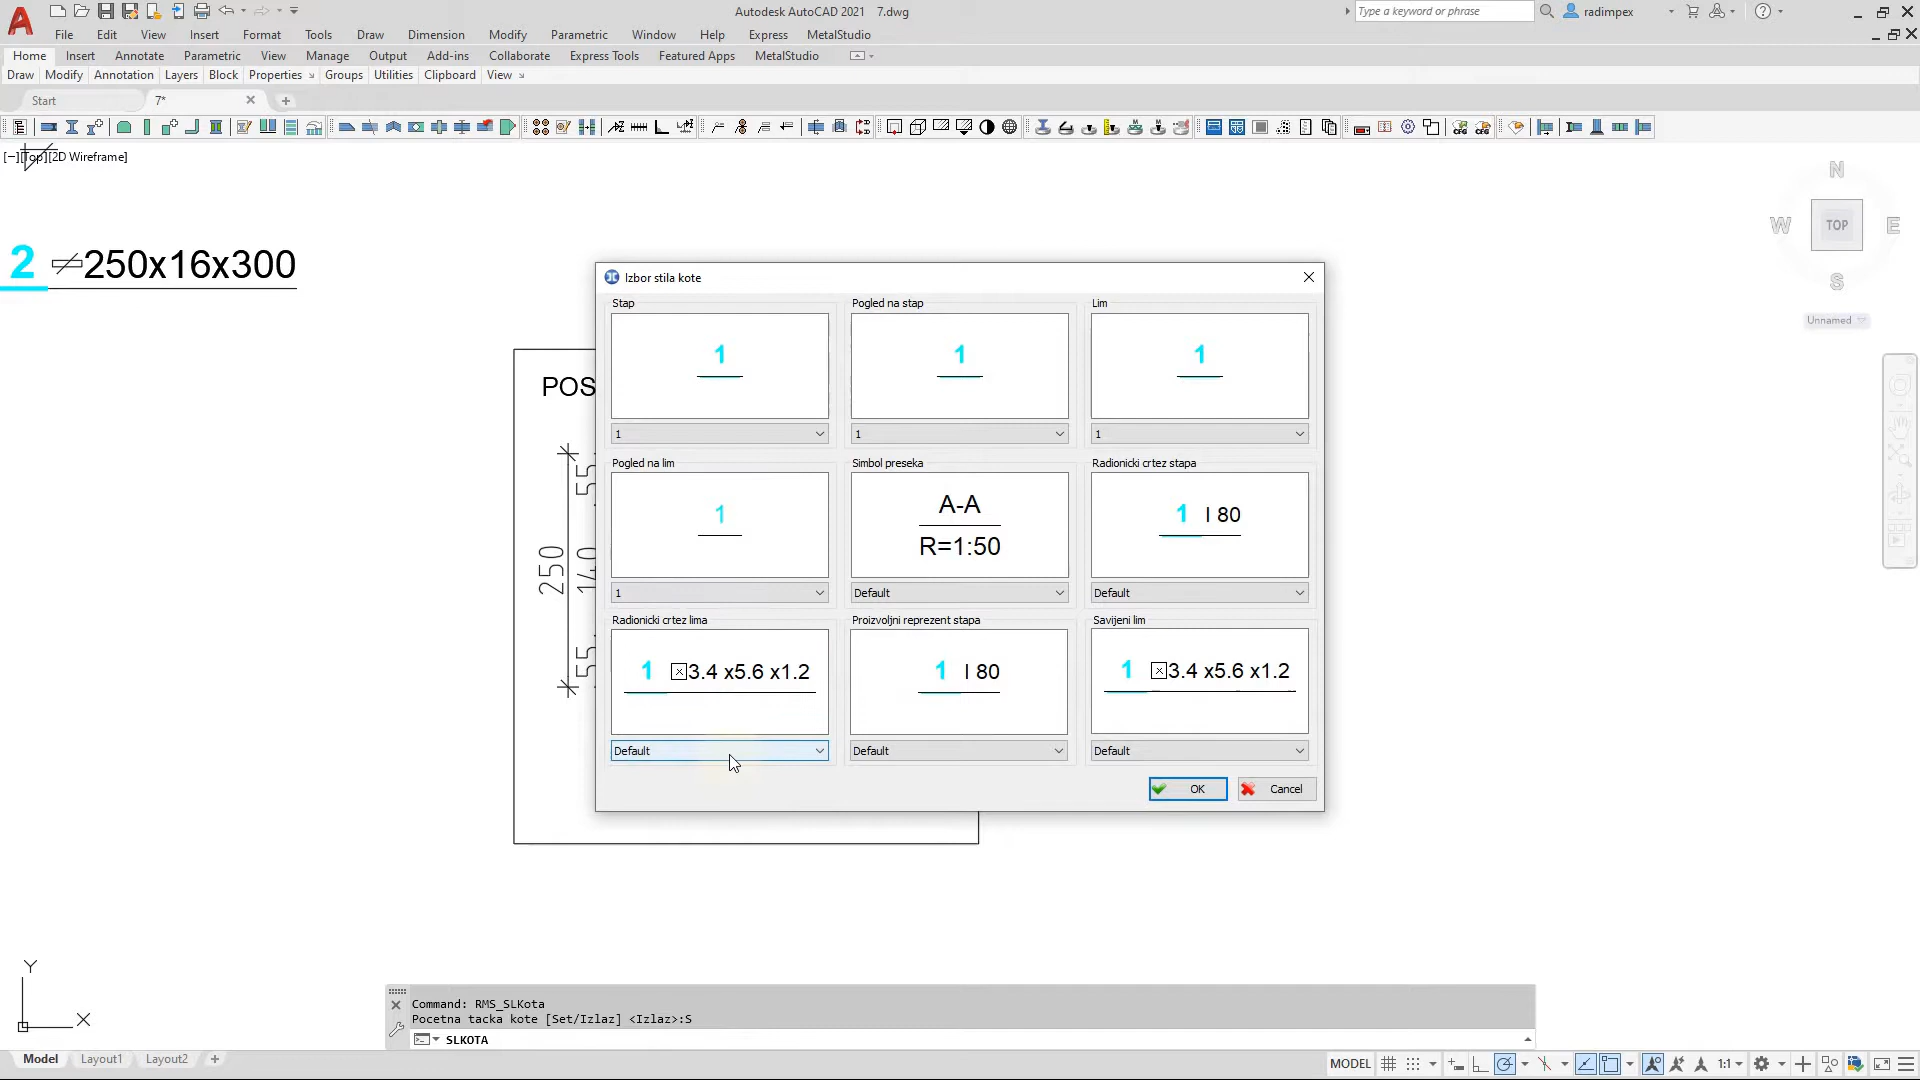 Autodesk AutoCAD 2021 7.dwg
Type a keyword or phrase
radimpex
File Edit View Insert Format Tools Draw Dimension Modify Parametric Window Help Express MetalStudio
Home Insert Annotate Parametric View Manage Output Add-ins Collaborate Express Tools Featured Apps MetalStudio
Draw Modify Annotation Layers Block Properties Groups Utilities Clipboard View
Start 7*
[−][Top][2D Wireframe]
N
W TOP E
S
Unnamed
2 250x16x300
POS
55
250
140
55
Izbor stila kote
Stap Pogled na stap Lim
1 1 1
1 1 1
Pogled na lim Simbol preseka Radionicki crtez stapa
1 A-A 1 I 80
R=1:50
1 Default Default
Radionicki crtez lima Proizvoljni reprezent stapa Savijeni lim
1 3.4 x5.6 x1.2 1 I 80 1 3.4 x5.6 x1.2
Default Default Default
OK Cancel
Y
X
Command: RMS_SLKota
Pocetna tacka kote [Set/Izlaz] <Izlaz>:S
SLKOTA
Model Layout1 Layout2
MODEL 1:1